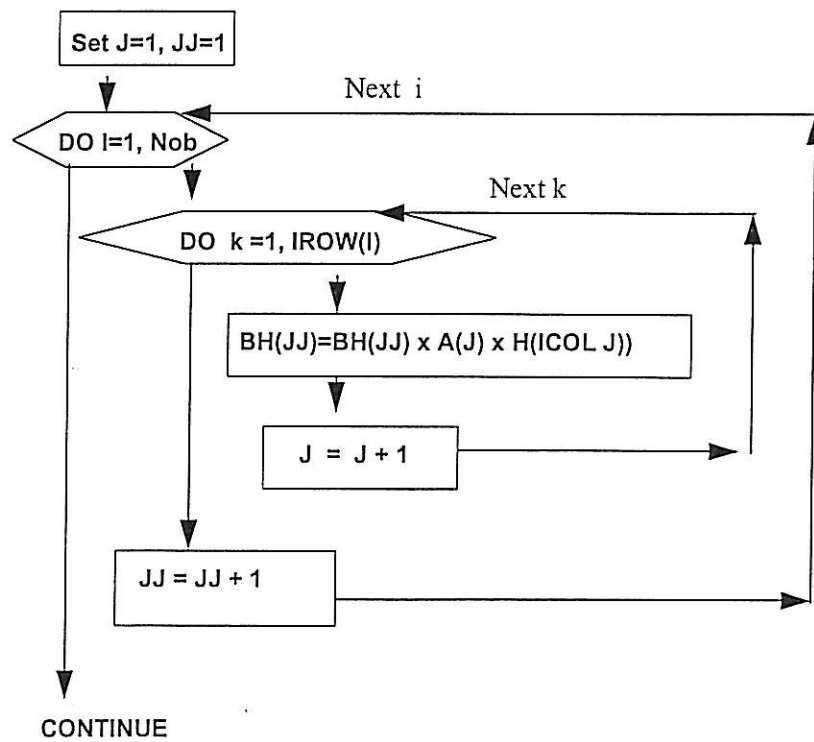 Set J=1, JJ=1
Next i
DO I=1, Nob
Next k
DO k =1, IROW(I)
BH(JJ)=BH(JJ) x A(J) x H(ICOL J))
J = J + 1
JJ = JJ + 1
CONTINUE